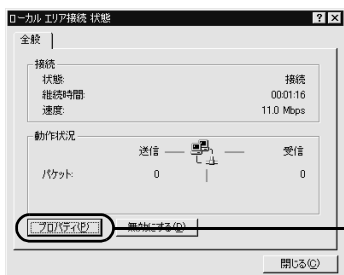 ローカル エリア接続 状態
全般
接続
状態: 接続
継続時間: 00:01:16
速度: 11.0 Mbps
動作状況
送信 受信
パケット: 0 0
プロパティ(P) 無効にする(D)
閉じる(C)